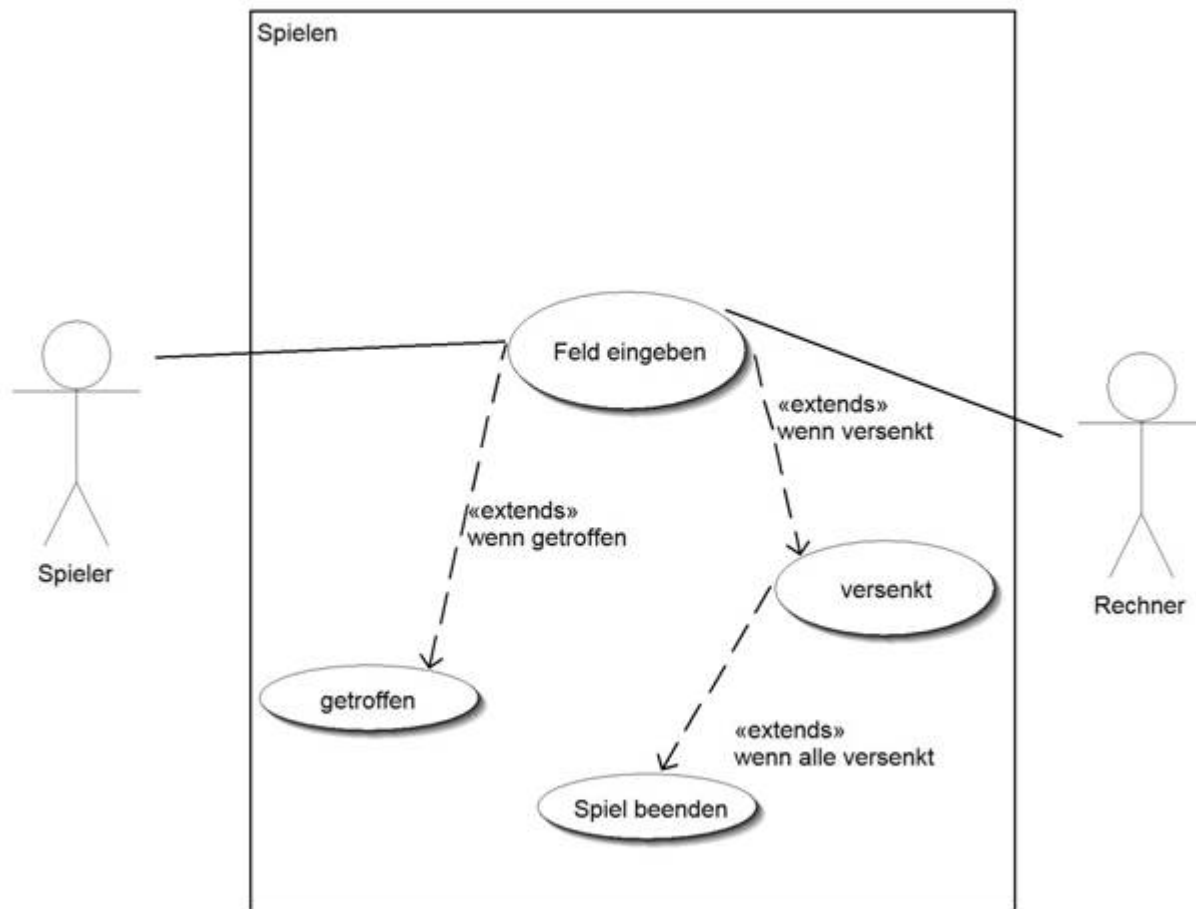 Spielen
Feld eingeben
«extends»
wenn versenkt
«extends»
wenn getroffen
Spieler
versenkt
Rechner
getroffen
«extends»
wenn alle versenkt
Spiel beenden